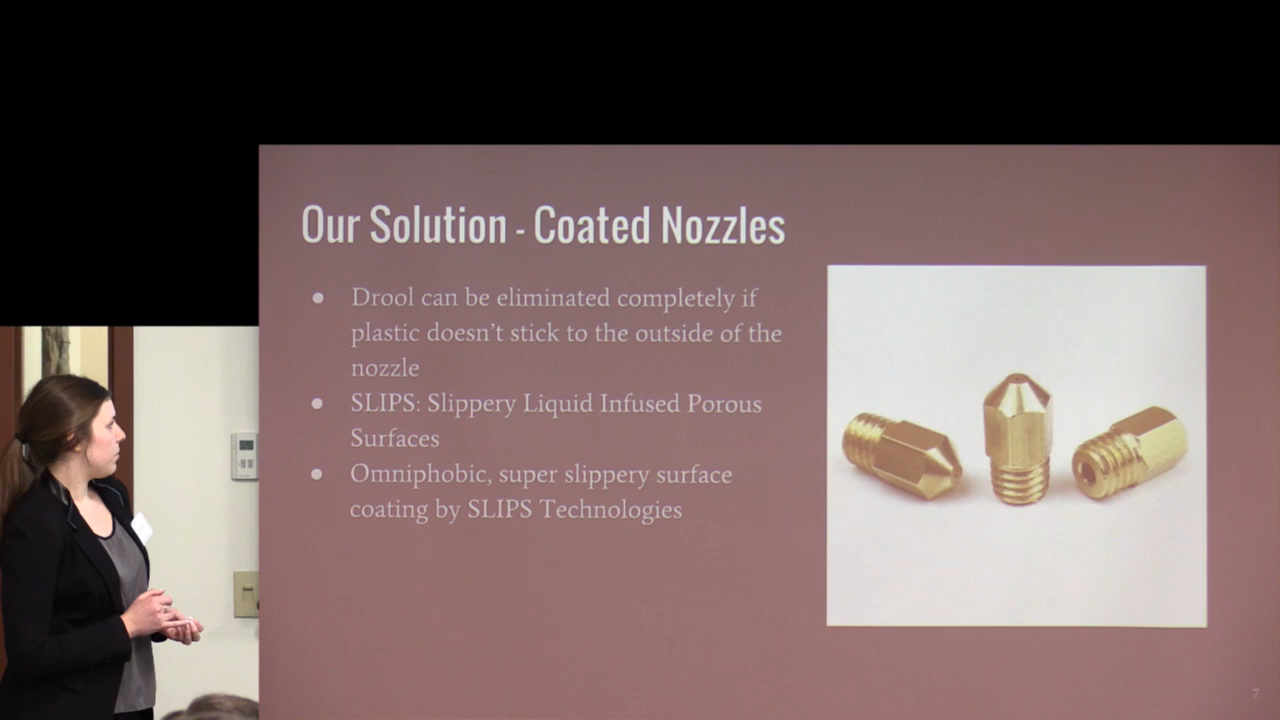 Our Solution - Coated Nozzles
● Drool can be eliminated completely if
plastic doesn't stick to the outside of the
nozzle
● SLIPS: Slippery Liquid Infused Porous
Surfaces
● Omniphobic, super slippery surface
coating by SLIPS Technologies
7